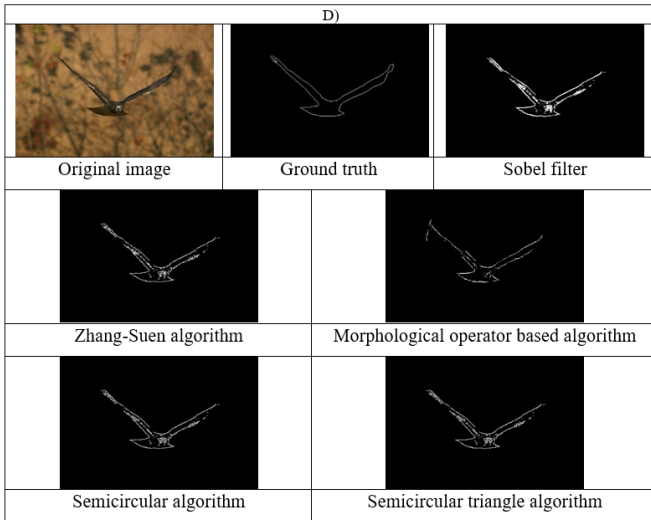 D)
Original image
Ground truth
Sobel filter
Zhang-Suen algorithm
Morphological operator based algorithm
Semicircular algorithm
Semicircular triangle algorithm